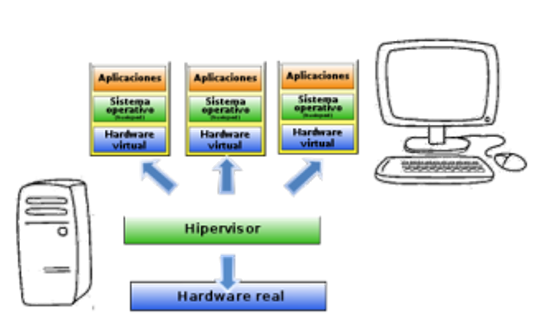 Aplicaciones
Sistema
operativo
Hardware
virtual
Aplicaciones
Sistema
operativo
Hardware
virtual
Aplicaciones
Sistema
operativo
Hardware
virtual
Hipervisor
Hardware real